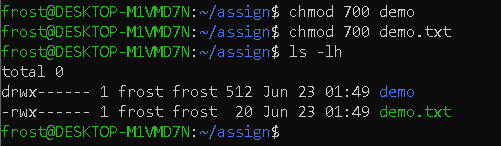 frost@DESKTOP-M1VMD7N:~/assign$ chmod 700 demo
frost@DESKTOP-M1VMD7N:~/assign$ chmod 700 demo.txt
frost@DESKTOP-M1VMD7N:~/assign$ ls -lh
total 0
drwx------ 1 frost frost 512 Jun 23 01:49 demo
-rwx------ 1 frost frost  20 Jun 23 01:49 demo.txt
frost@DESKTOP-M1VMD7N:~/assign$